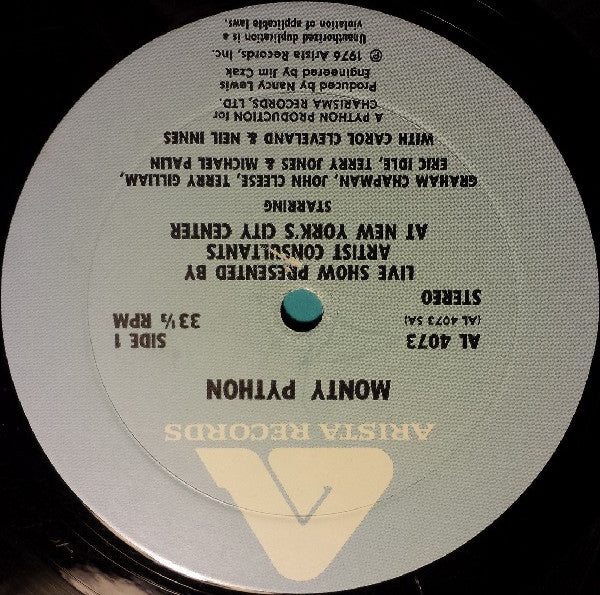 ARISTA RECORDS
MONTY PYTHON
AL 4073
(AL 4073 SA)
STEREO
SIDE 1
33 1/3 RPM
LIVE SHOW PRESENTED BY
ARTIST CONSULTANTS
AT NEW YORK'S CITY CENTER
STARRING
GRAHAM CHAPMAN, JOHN CLEESE, TERRY GILLIAM,
ERIC IDLE, TERRY JONES & MICHAEL PALIN
WITH CAROL CLEVELAND & NEIL INNES
A PYTHON PRODUCTION for
CHARISMA RECORDS, LTD.
Produced by Nancy Lewis
Engineered by Jim Czak
℗ 1976 Arista Records, Inc.
Unauthorized duplication is a
violation of applicable laws.